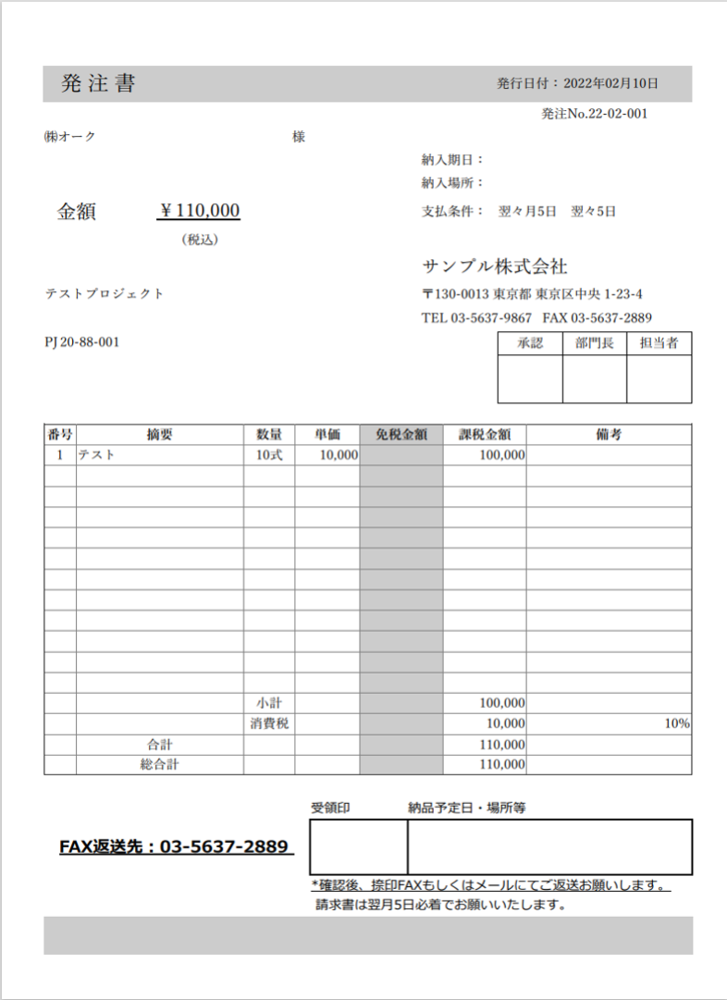 発注書 発行日付：2022年02月10日
発注No.22-02-001
㈱オーク 様
納入期日：
納入場所：
金額 ￥110,000 支払条件： 翌々月5日 翌々5日
（税込）
サンプル株式会社
テストプロジェクト 〒130-0013 東京都 東京区中央 1-23-4
TEL 03-5637-9867 FAX 03-5637-2889
PJ 20-88-001 承認 部門長 担当者
番号 摘要 数量 単価 免税金額 課税金額 備考
1 テスト 10式 10,000 100,000
小計 100,000
消費税 10,000 10%
合計 110,000
総合計 110,000
受領印 納品予定日・場所等
FAX返送先：03-5637-2889
*確認後、捺印FAXもしくはメールにてご返送お願いします。
請求書は翌月5日必着でお願いいたします。